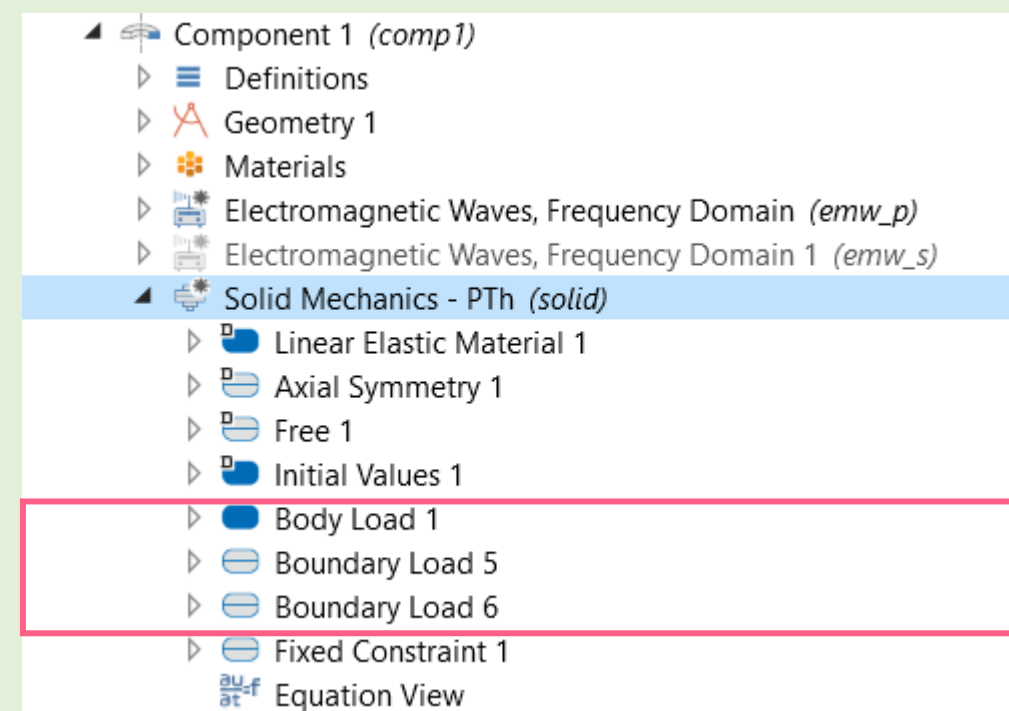 Component 1 (comp1)
Definitions
Geometry 1
Materials
Electromagnetic Waves, Frequency Domain (emw_p)
Electromagnetic Waves, Frequency Domain 1 (emw_s)
Solid Mechanics - PTh (solid)
D Linear Elastic Material 1
D Axial Symmetry 1
D Free 1
D Initial Values 1
Body Load 1
Boundary Load 5
Boundary Load 6
Fixed Constraint 1
∂u/∂t=f Equation View